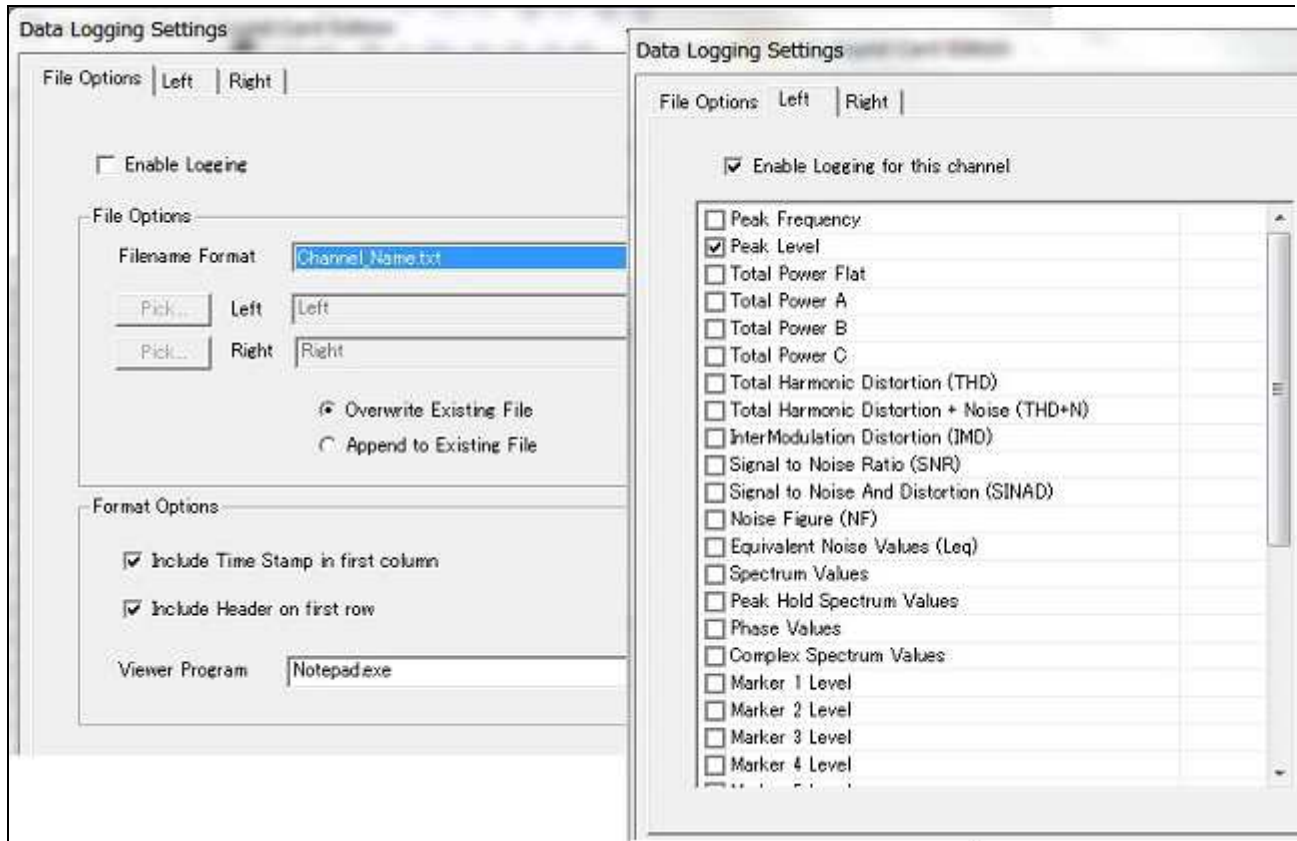 Data Logging Settings
File Options Left Right
Enable Logging
File Options
Filename Format Channel_Name.txt
Pick... Left Left
Pick... Right Right
Overwrite Existing File
Append to Existing File
Format Options
Include Time Stamp in first column
Include Header on first row
Viewer Program Notepad.exe
Data Logging Settings
File Options Left Right
Enable Logging for this channel
Peak Frequency
Peak Level
Total Power Flat
Total Power A
Total Power B
Total Power C
Total Harmonic Distortion (THD)
Total Harmonic Distortion + Noise (THD+N)
InterModulation Distortion (IMD)
Signal to Noise Ratio (SNR)
Signal to Noise And Distortion (SINAD)
Noise Figure (NF)
Equivalent Noise Values (Leq)
Spectrum Values
Peak Hold Spectrum Values
Phase Values
Complex Spectrum Values
Marker 1 Level
Marker 2 Level
Marker 3 Level
Marker 4 Level